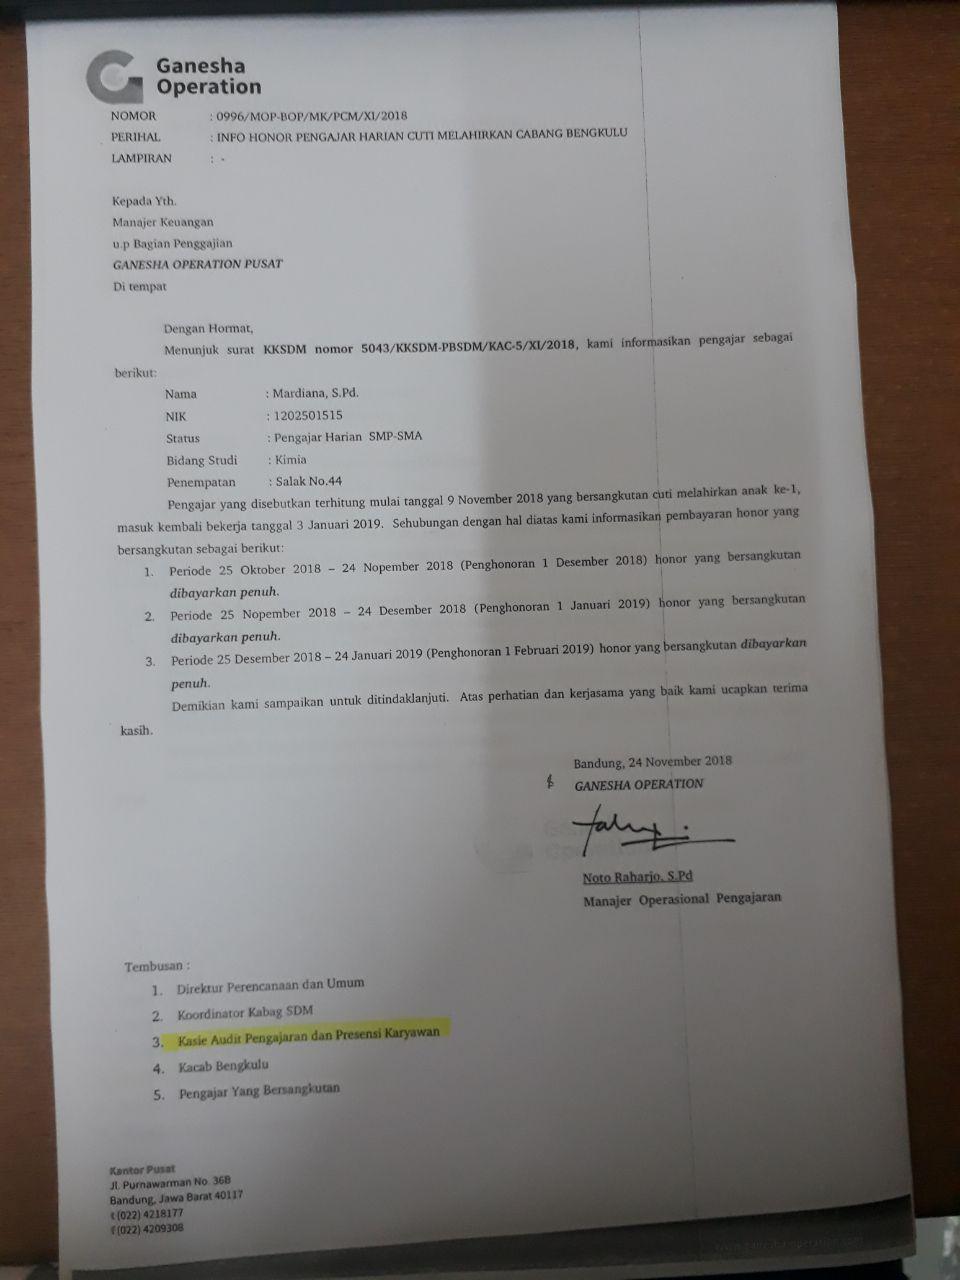 Ganesha
Operation
NOMOR : 0996/MOP-BOP/MK/PCM/XI/2018
PERIHAL : INFO HONOR PENGAJAR HARIAN CUTI MELAHIRKAN CABANG BENGKULU
LAMPIRAN : -
Kepada Yth.
Manajer Keuangan
u.p Bagian Penggajian
GANESHA OPERATION PUSAT
Di tempat
Dengan Hormat,
Menunjuk surat KKSDM nomor 5043/KKSDM-PBSDM/KAC-5/XI/2018, kami informasikan pengajar sebagai
berikut:
Nama : Mardiana, S.Pd.
NIK : 1202501515
Status : Pengajar Harian SMP-SMA
Bidang Studi : Kimia
Penempatan : Salak No.44
Pengajar yang disebutkan terhitung mulai tanggal 9 November 2018 yang bersangkutan cuti melahirkan anak ke-1,
masuk kembali bekerja tanggal 3 Januari 2019. Sehubungan dengan hal diatas kami informasikan pembayaran honor yang
bersangkutan sebagai berikut:
1. Periode 25 Oktober 2018 – 24 Nopember 2018 (Penghonoran 1 Desember 2018) honor yang bersangkutan
dibayarkan penuh.
2. Periode 25 Nopember 2018 – 24 Desember 2018 (Penghonoran 1 Januari 2019) honor yang bersangkutan
dibayarkan penuh.
3. Periode 25 Desember 2018 – 24 Januari 2019 (Penghonoran 1 Februari 2019) honor yang bersangkutan dibayarkan
penuh.
Demikian kami sampaikan untuk ditindaklanjuti. Atas perhatian dan kerjasama yang baik kami ucapkan terima
kasih.
Bandung, 24 November 2018
GANESHA OPERATION
Noto Raharjo, S.Pd
Manajer Operasional Pengajaran
Tembusan :
1. Direktur Perencanaan dan Umum
2. Koordinator Kabag SDM
3. Kasie Audit Pengajaran dan Presensi Karyawan
4. Kacab Bengkulu
5. Pengajar Yang Bersangkutan
Kantor Pusat
Jl. Purnawarman No. 36B
Bandung, Jawa Barat 40117
t (022) 4218177
f (022) 4209308
www.ganeshaoperation.com